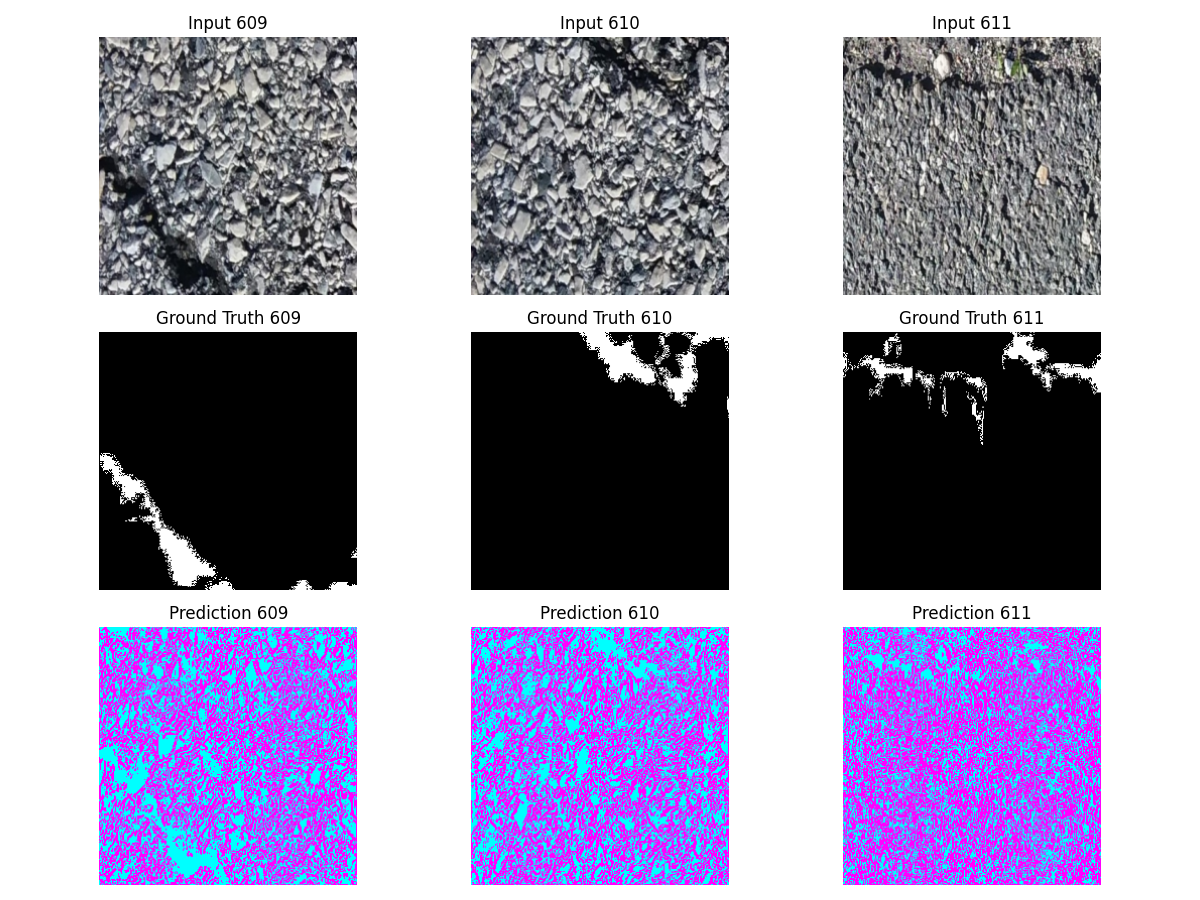 Input 609
Input 610
Input 611
Ground Truth 609
Ground Truth 610
Ground Truth 611
Prediction 609
Prediction 610
Prediction 611